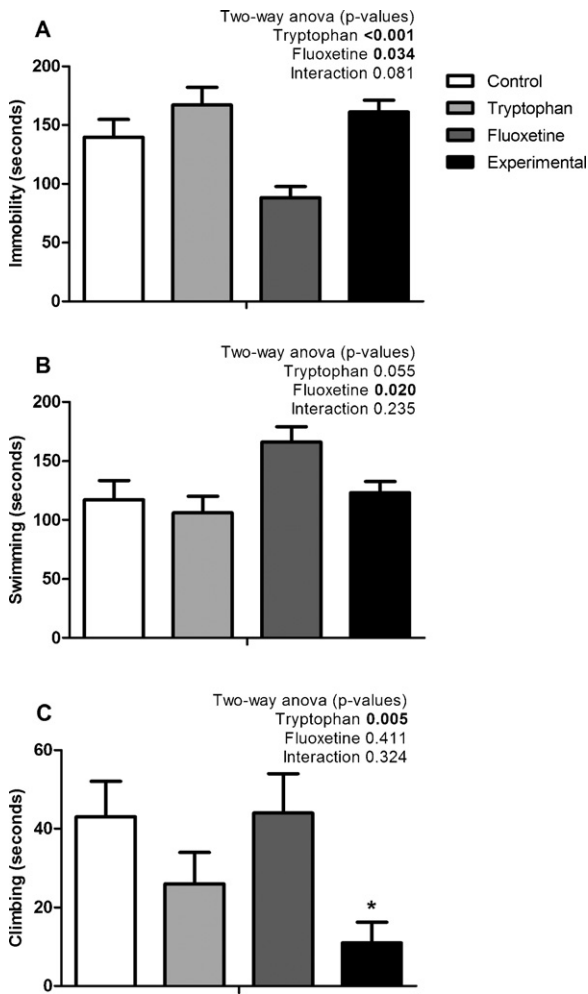 A
Two-way anova (p-values)
Tryptophan <0.001
Fluoxetine 0.034
Interaction 0.081
Immobility (seconds)
200
150
100
50
0
Control
Tryptophan
Fluoxetine
Experimental
B
Two-way anova (p-values)
Tryptophan 0.055
Fluoxetine 0.020
Interaction 0.235
Swimming (seconds)
200
150
100
50
0
C
Two-way anova (p-values)
Tryptophan 0.005
Fluoxetine 0.411
Interaction 0.324
Climbing (seconds)
60
40
20
0
*